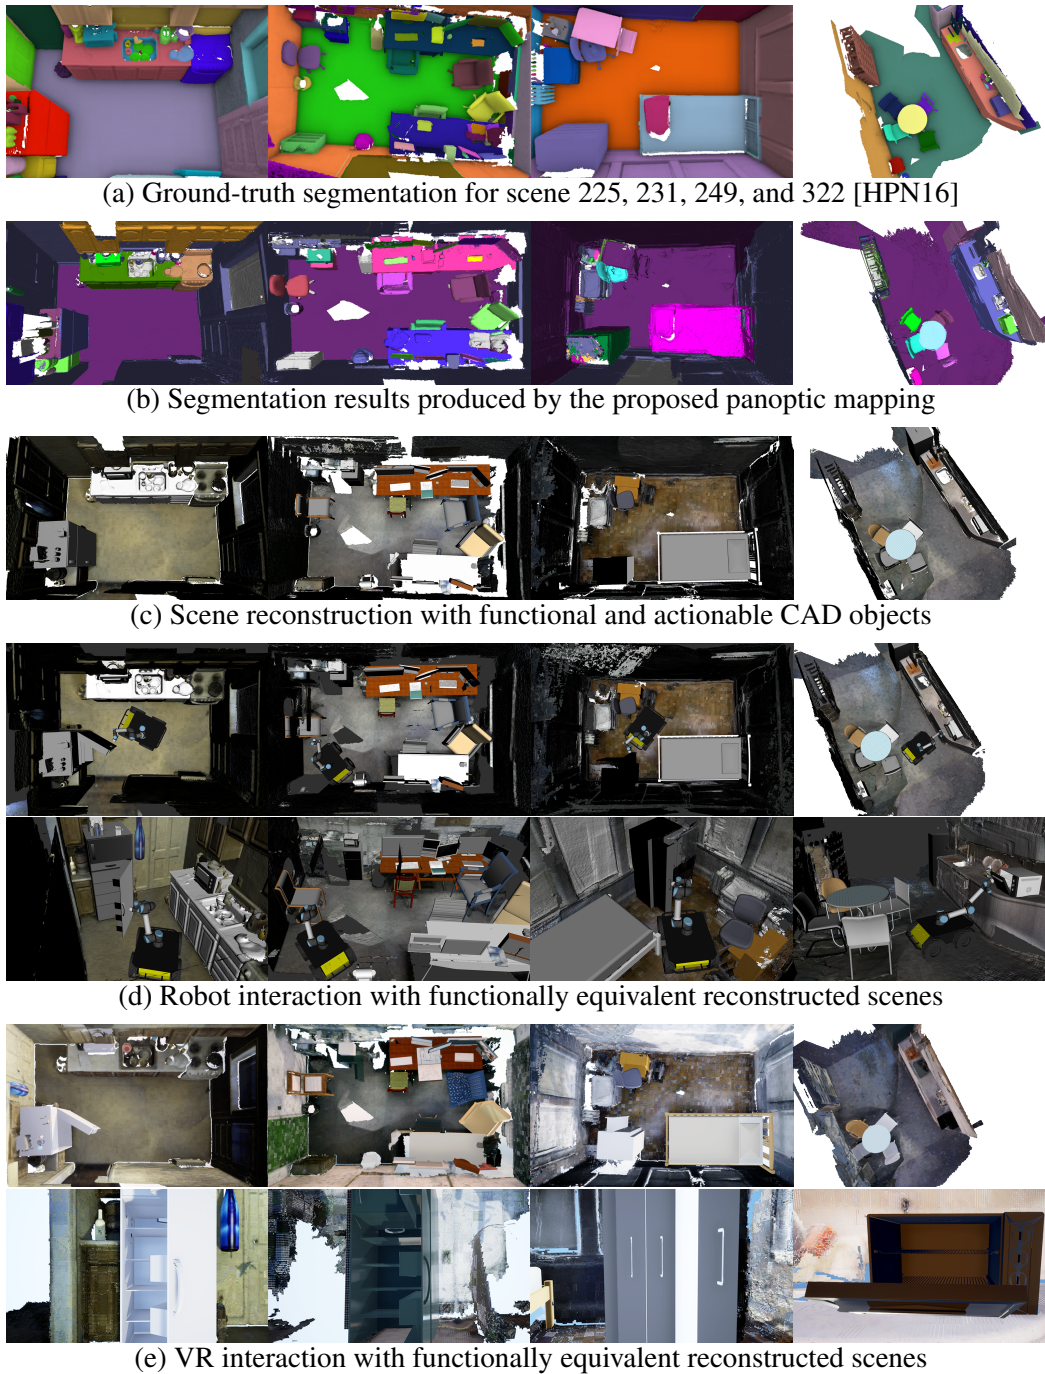 (a) Ground-truth segmentation for scene 225, 231, 249, and 322 [HPN16]
(b) Segmentation results produced by the proposed panoptic mapping
(c) Scene reconstruction with functional and actionable CAD objects
(d) Robot interaction with functionally equivalent reconstructed scenes
(e) VR interaction with functionally equivalent reconstructed scenes